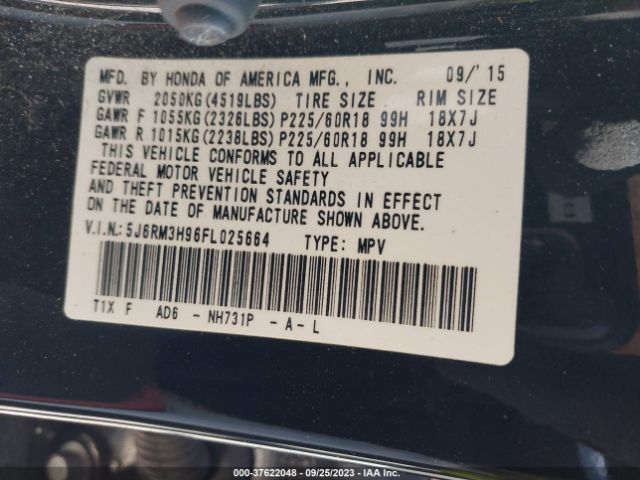 MFD. BY HONDA OF AMERICA MFG., INC. 09/'15
GVWR 2050KG(4519LBS) TIRE SIZE RIM SIZE
GAWR F 1055KG(2326LBS)P225/60R18 99H 18X7J
GAWR R 1015KG(2238LBS)P225/60R18 99H 18X7J
THIS VEHICLE CONFORMS TO ALL APPLICABLE
FEDERAL MOTOR VEHICLE SAFETY
AND THEFT PREVENTION STANDARDS IN EFFECT
ON THE DATE OF MANUFACTURE SHOWN ABOVE.
V.I.N.: 5J6RM3H96FL025664 TYPE: MPV
T1X F AD6 - NH731P - A - L
000-37622048 - 09/25/2023 - IAA Inc.